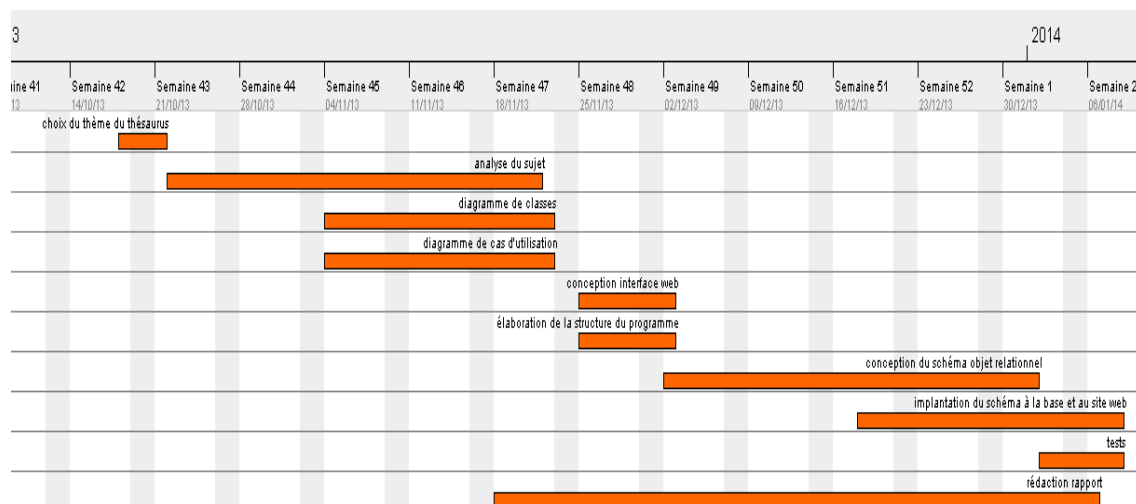 3
2014
ine 41 Semaine 42 Semaine 43 Semaine 44 Semaine 45 Semaine 46 Semaine 47 Semaine 48 Semaine 49 Semaine 50 Semaine 51 Semaine 52 Semaine 1 Semaine 2
13 14/10/13 21/10/13 28/10/13 04/11/13 11/11/13 18/11/13 25/11/13 02/12/13 09/12/13 16/12/13 23/12/13 30/12/13 06/01/14
choix du thème du thésaurus
analyse du sujet
diagramme de classes
diagramme de cas d'utilisation
conception interface web
élaboration de la structure du programme
conception du schéma objet relationnel
implantation du schéma à la base et au site web
tests
rédaction rapport